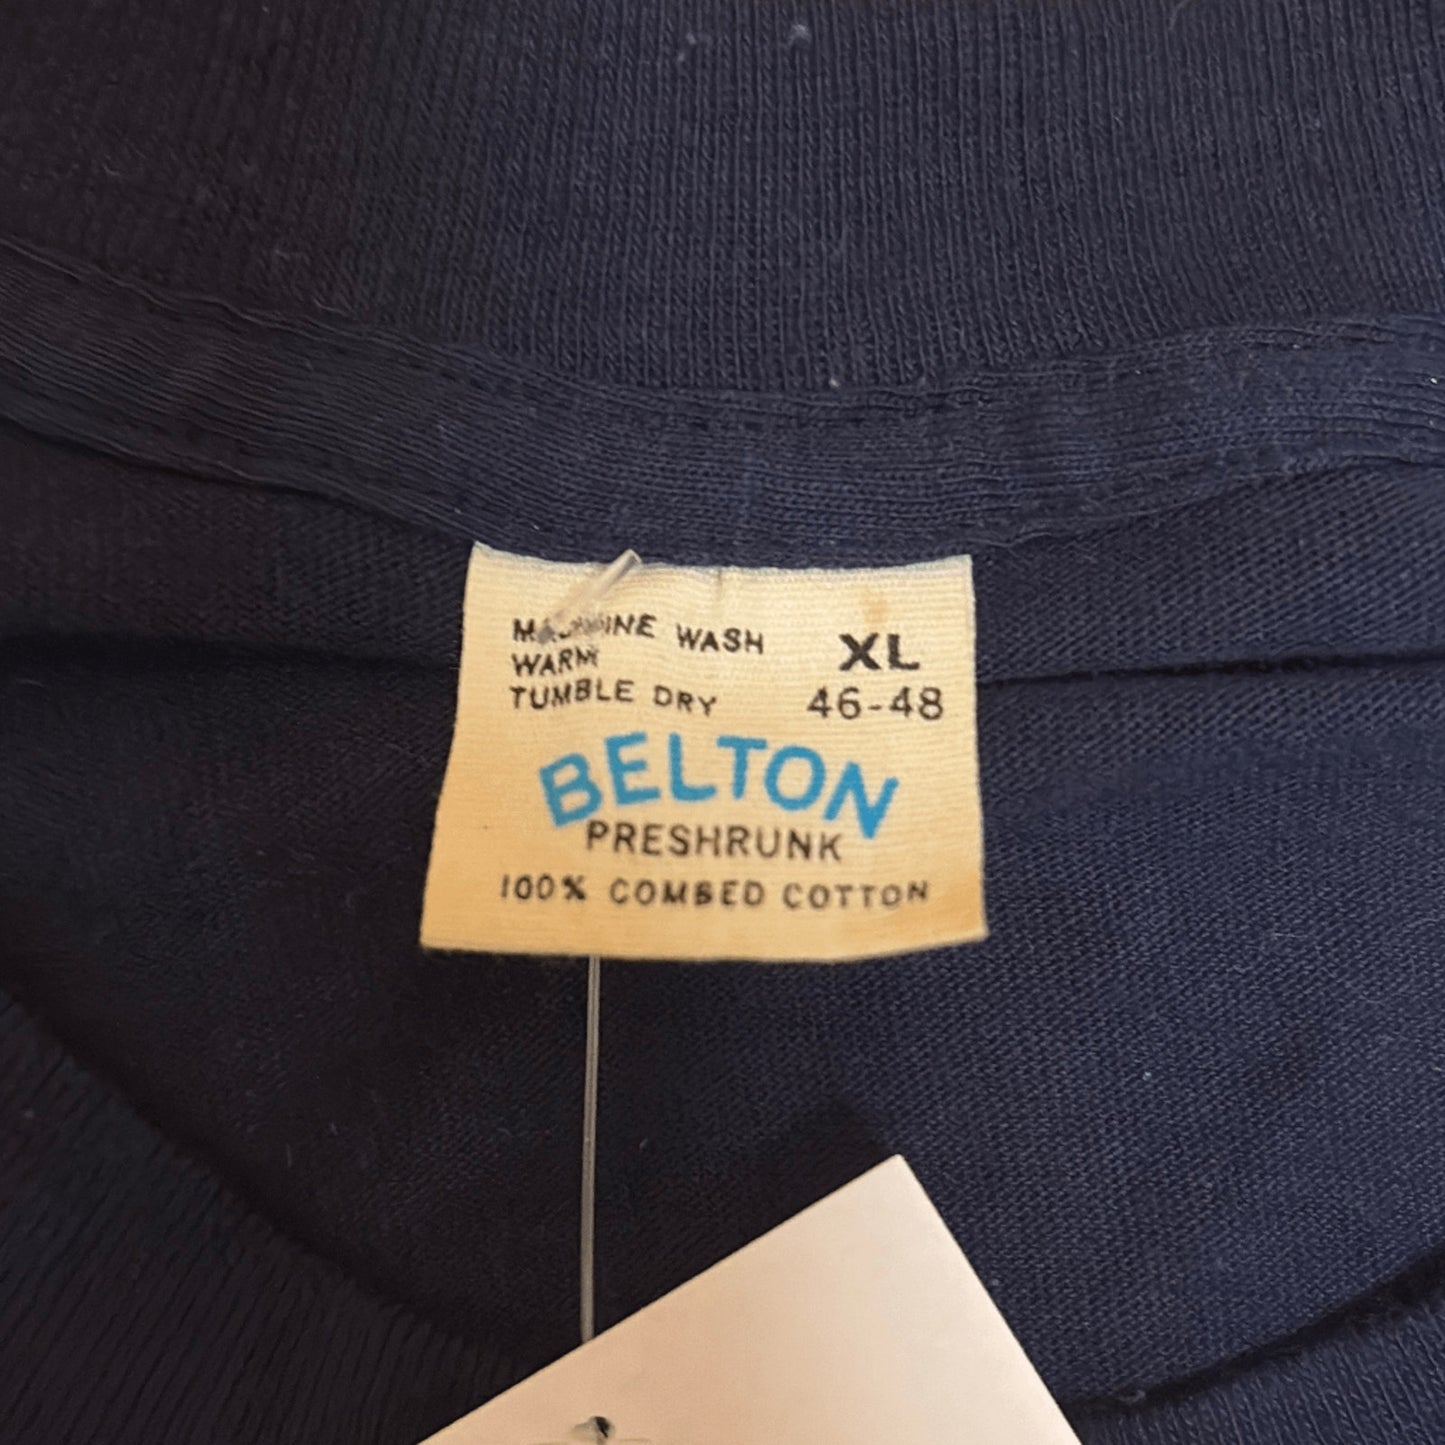 MACHINE WASH
WARM
TUMBLE DRY
XL
46-48
BELTON
PRESHRUNK
100% COMBED COTTON